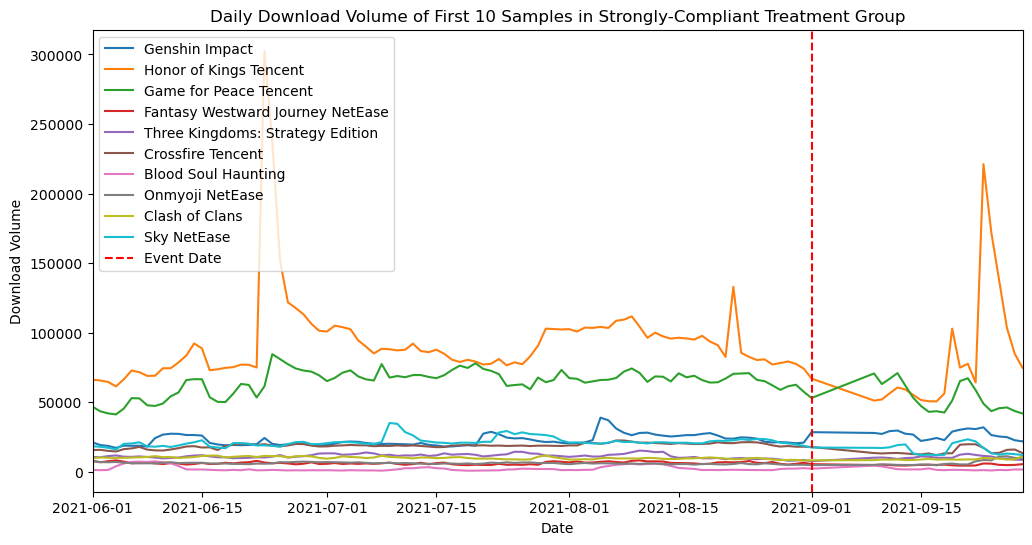 Daily Download Volume of First 10 Samples in Strongly-Compliant Treatment Group
Genshin Impact
Honor of Kings Tencent
Game for Peace Tencent
Fantasy Westward Journey NetEase
Three Kingdoms: Strategy Edition
Crossfire Tencent
Blood Soul Haunting
Onmyoji NetEase
Clash of Clans
Sky NetEase
Event Date
Download Volume
300000
250000
200000
150000
100000
50000
0
2021-06-01
2021-06-15
2021-07-01
2021-07-15
2021-08-01
2021-08-15
2021-09-01
2021-09-15
Date